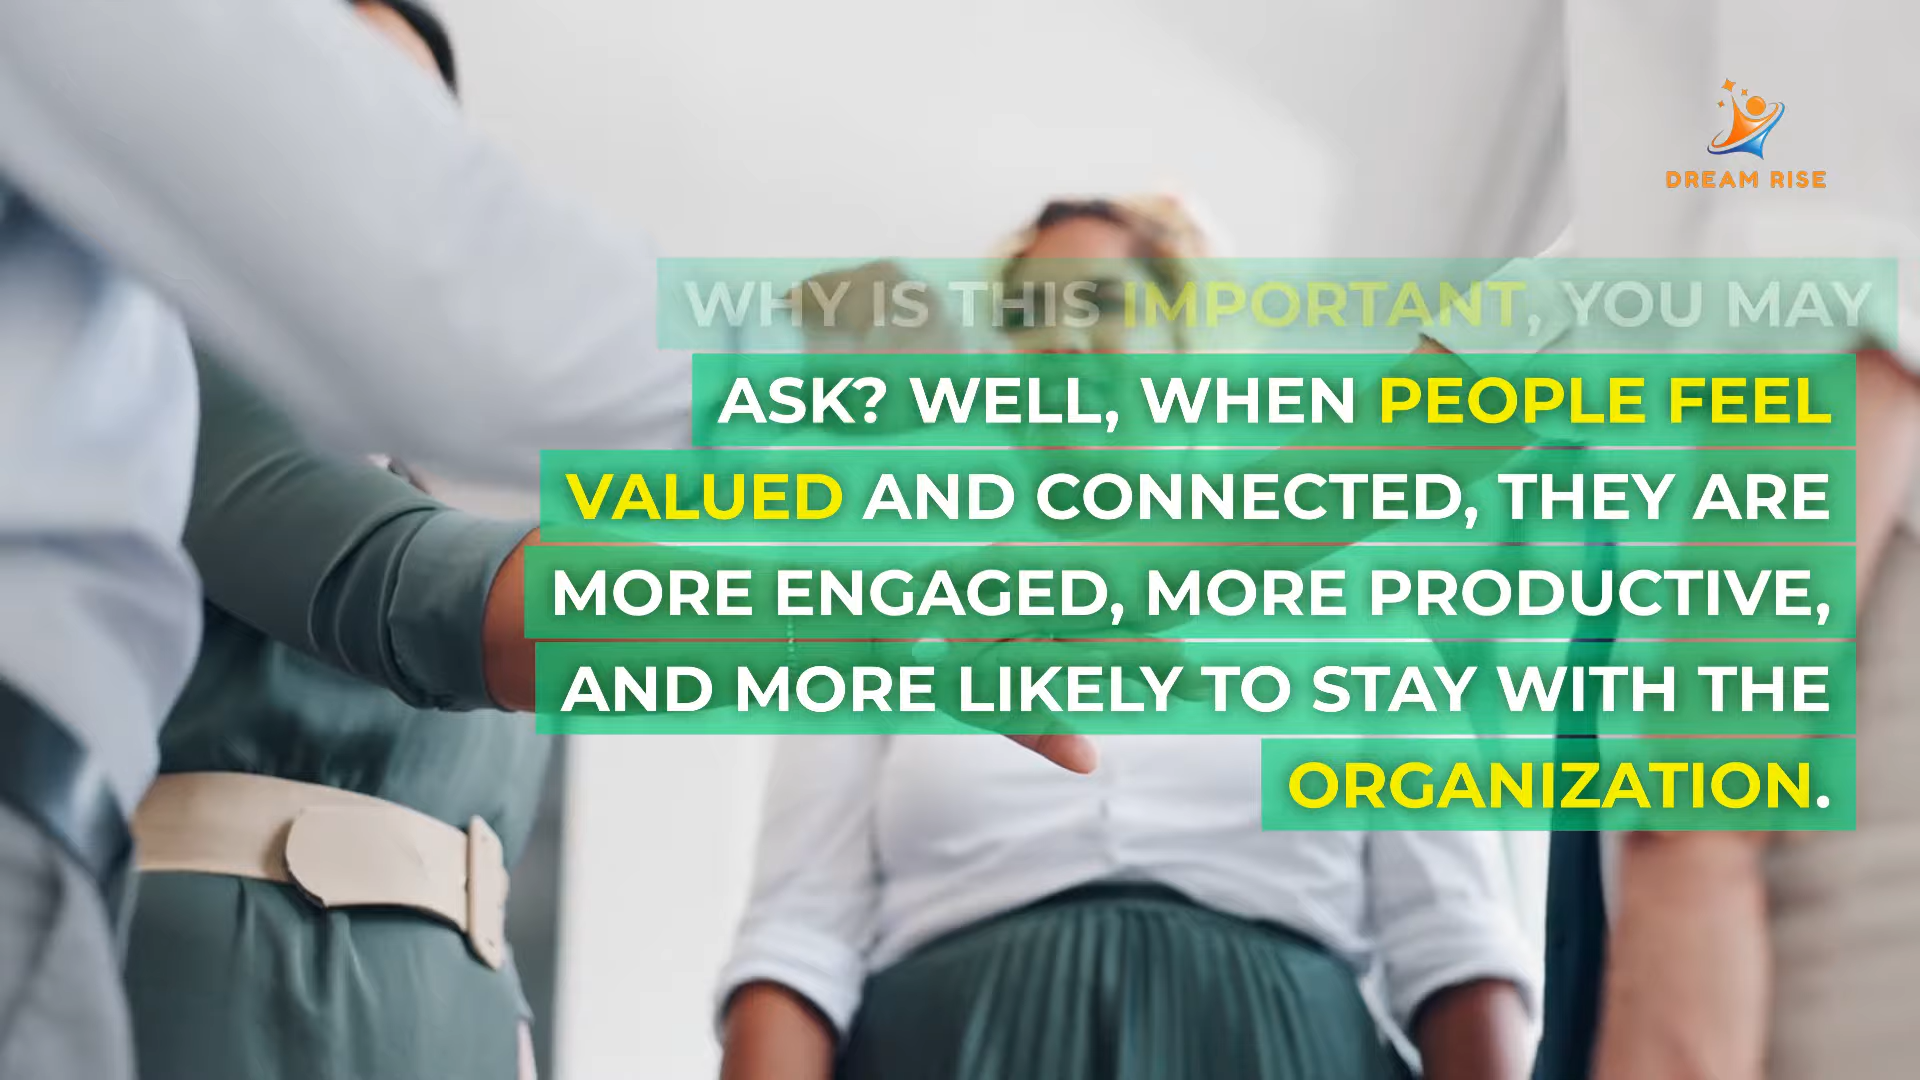 DREAM RISE
WHY IS THIS IMPORTANT, YOU MAY
ASK? WELL, WHEN PEOPLE FEEL
VALUED AND CONNECTED, THEY ARE
MORE ENGAGED, MORE PRODUCTIVE,
AND MORE LIKELY TO STAY WITH THE
ORGANIZATION.